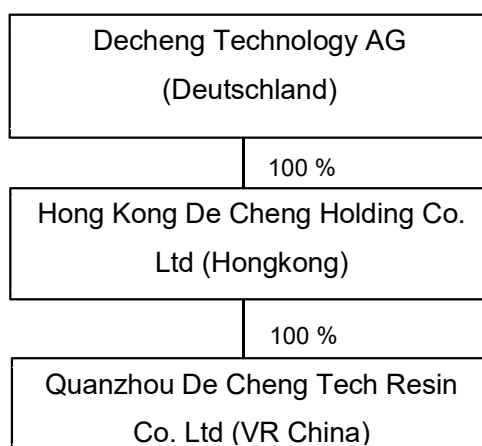 Decheng Technology AG
(Deutschland)
100 %
Hong Kong De Cheng Holding Co.
Ltd (Hongkong)
100 %
Quanzhou De Cheng Tech Resin
Co. Ltd (VR China)